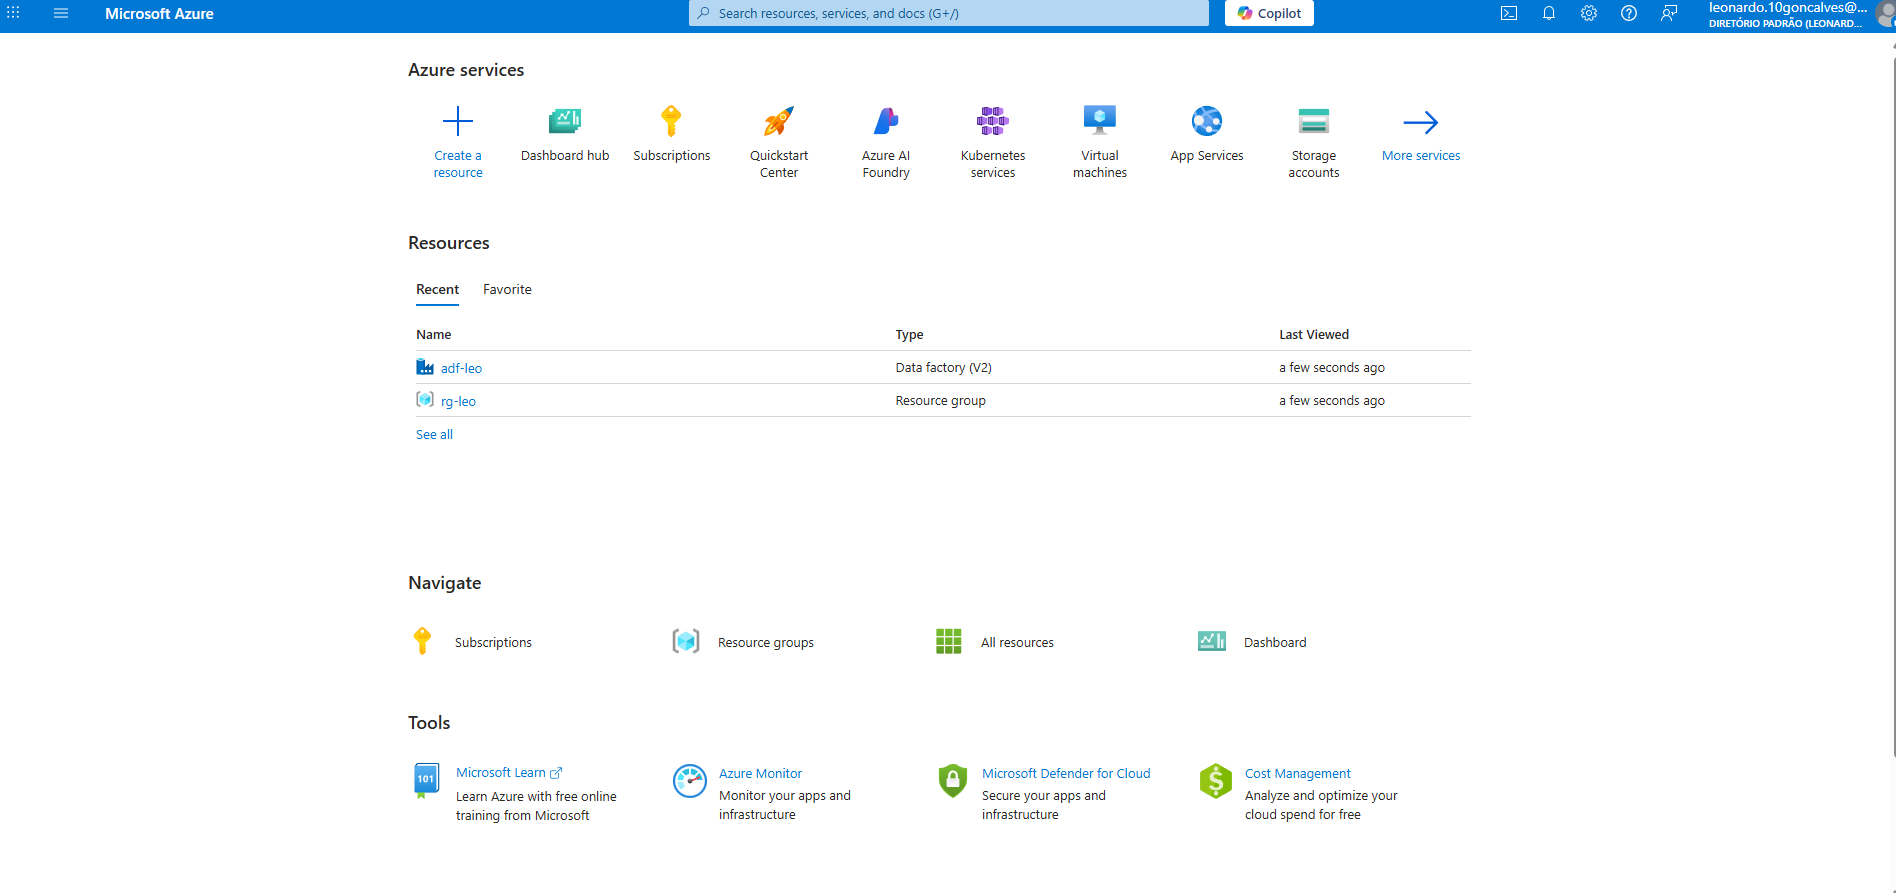 Microsoft Azure
Search resources, services, and docs (G+/)
Copilot
leonardo.10goncalves@...
DIRETÓRIO PADRÃO (LEONARD...
Azure services
Create a
resource
Dashboard hub
Subscriptions
Quickstart
Center
Azure AI
Foundry
Kubernetes
services
Virtual
machines
App Services
Storage
accounts
More services
Resources
Recent Favorite
Name Type Last Viewed
adf-leo Data factory (V2) a few seconds ago
rg-leo Resource group a few seconds ago
See all
Navigate
Subscriptions
Resource groups
All resources
Dashboard
Tools
101
Microsoft Learn
Learn Azure with free online
training from Microsoft
Azure Monitor
Monitor your apps and
infrastructure
Microsoft Defender for Cloud
Secure your apps and
infrastructure
$
Cost Management
Analyze and optimize your
cloud spend for free